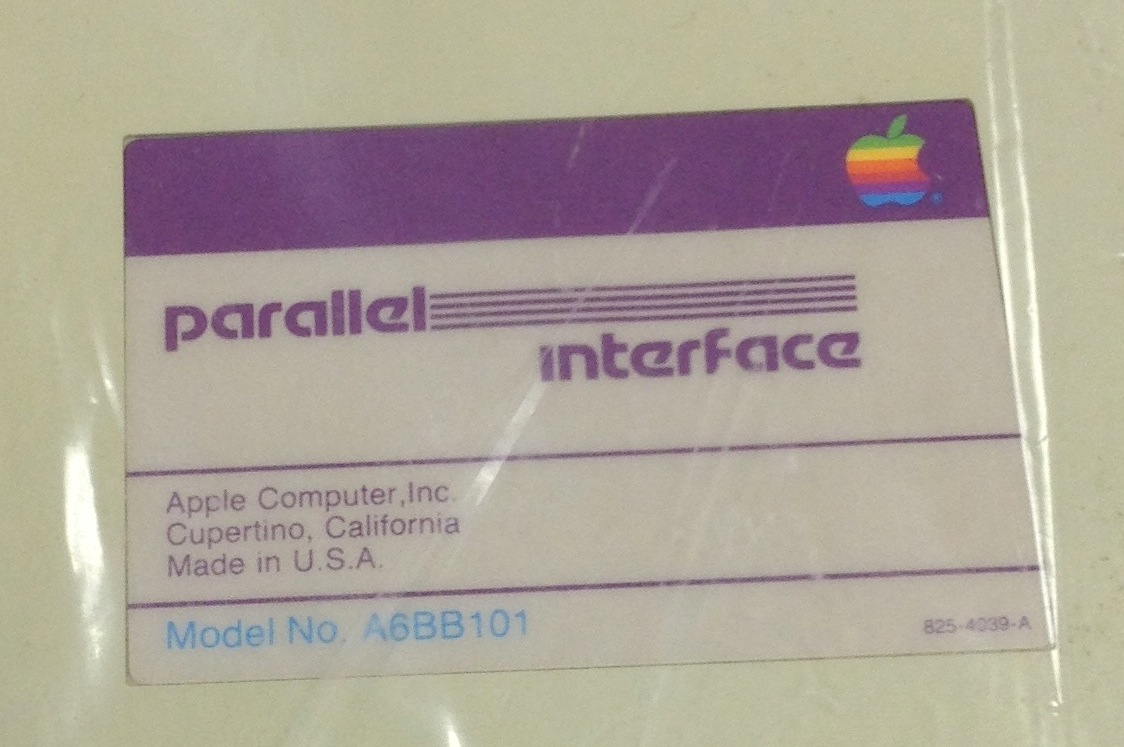 parallel
interface
Apple Computer,Inc.
Cupertino, California
Made in U.S.A.
Model No. A6BB101
825-4039-A